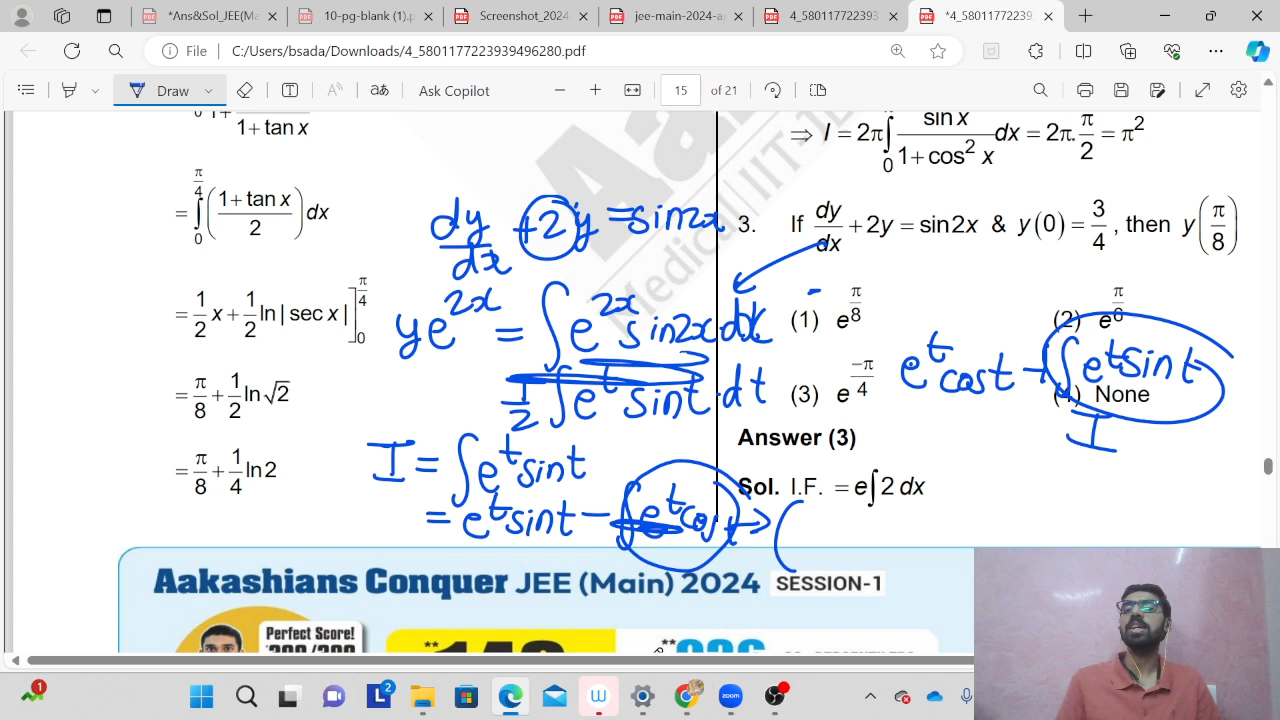 *Ans&Sol_JEE(Ma
10-pg-blank (1).p
Screenshot_2024
jee-main-2024-a
4_580117722393
*4_5801177223
File
C:/Users/bsada/Downloads/4_5801177223939496280.pdf
Draw
Ask Copilot
15 of 21
1+tan x
= ∫₀^(π/4) ((1+tan x)/2) dx
= 1/2 x + 1/2 ln|sec x| ]₀^(π/4)
= π/8 + 1/2 ln√2
= π/8 + 1/4 ln2
dy/dx +2y = sin2x
ye^(2x) = ∫e^(2x) sin2x dx
1/2 ∫e^t sint dt
I = ∫e^t sint
= e^t sint - ∫e^t cost → (
⇒ I = 2π∫₀ sin x/(1+cos² x) dx = 2π.π/2 = π²
3. If dy/dx + 2y = sin2x & y(0) = 3/4, then y(π/8)
(1) e^(π/8)
(2) e^(π/6)
(3) e^(-π/4)
(4) None
e^t cost + ∫e^t sint
I
Answer (3)
Sol. I.F. = e∫2 dx
Aakashians Conquer JEE (Main) 2024 SESSION-1
Perfect Score!
zoom